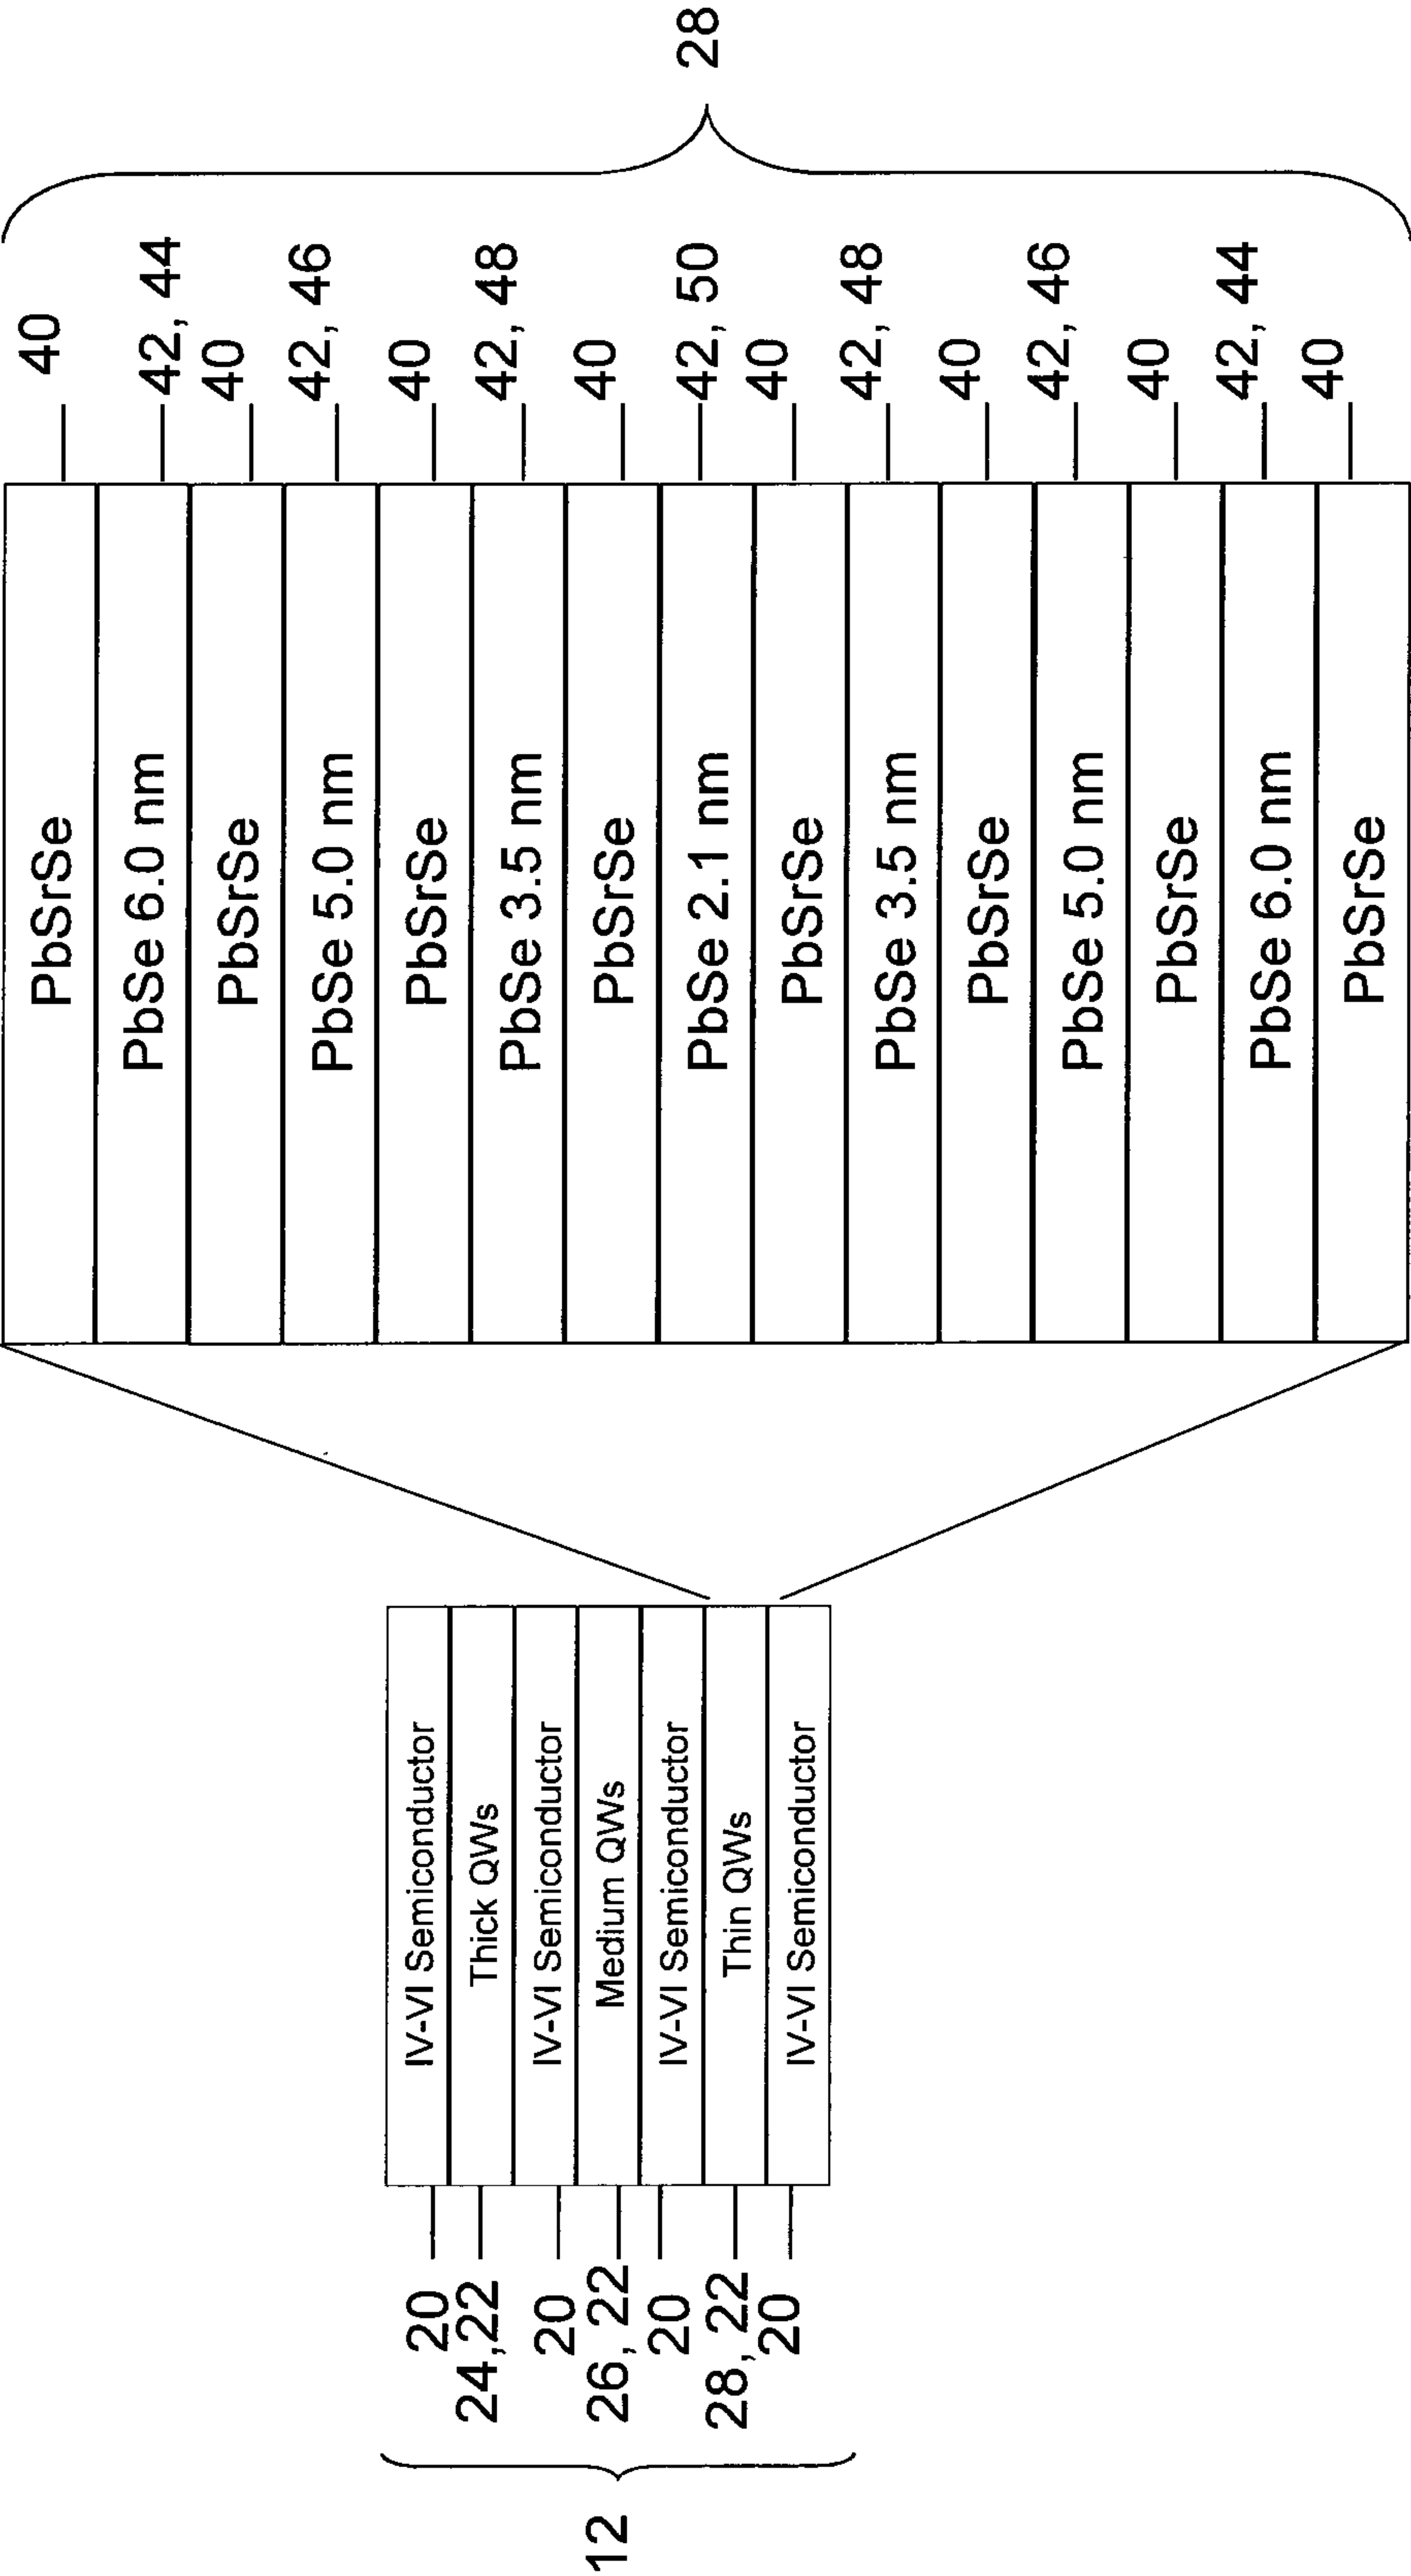 12
20
IV-VI Semiconductor
24,22
Thick QWs
20
IV-VI Semiconductor
26, 22
Medium QWs
20
IV-VI Semiconductor
28, 22
Thin QWs
20
IV-VI Semiconductor
PbSrSe
40
PbSe 6.0 nm
42, 44
PbSrSe
40
PbSe 5.0 nm
42, 46
PbSrSe
40
PbSe 3.5 nm
42, 48
PbSrSe
40
PbSe 2.1 nm
42, 50
PbSrSe
40
PbSe 3.5 nm
42, 48
PbSrSe
40
PbSe 5.0 nm
42, 46
PbSrSe
40
PbSe 6.0 nm
42, 44
PbSrSe
40
28